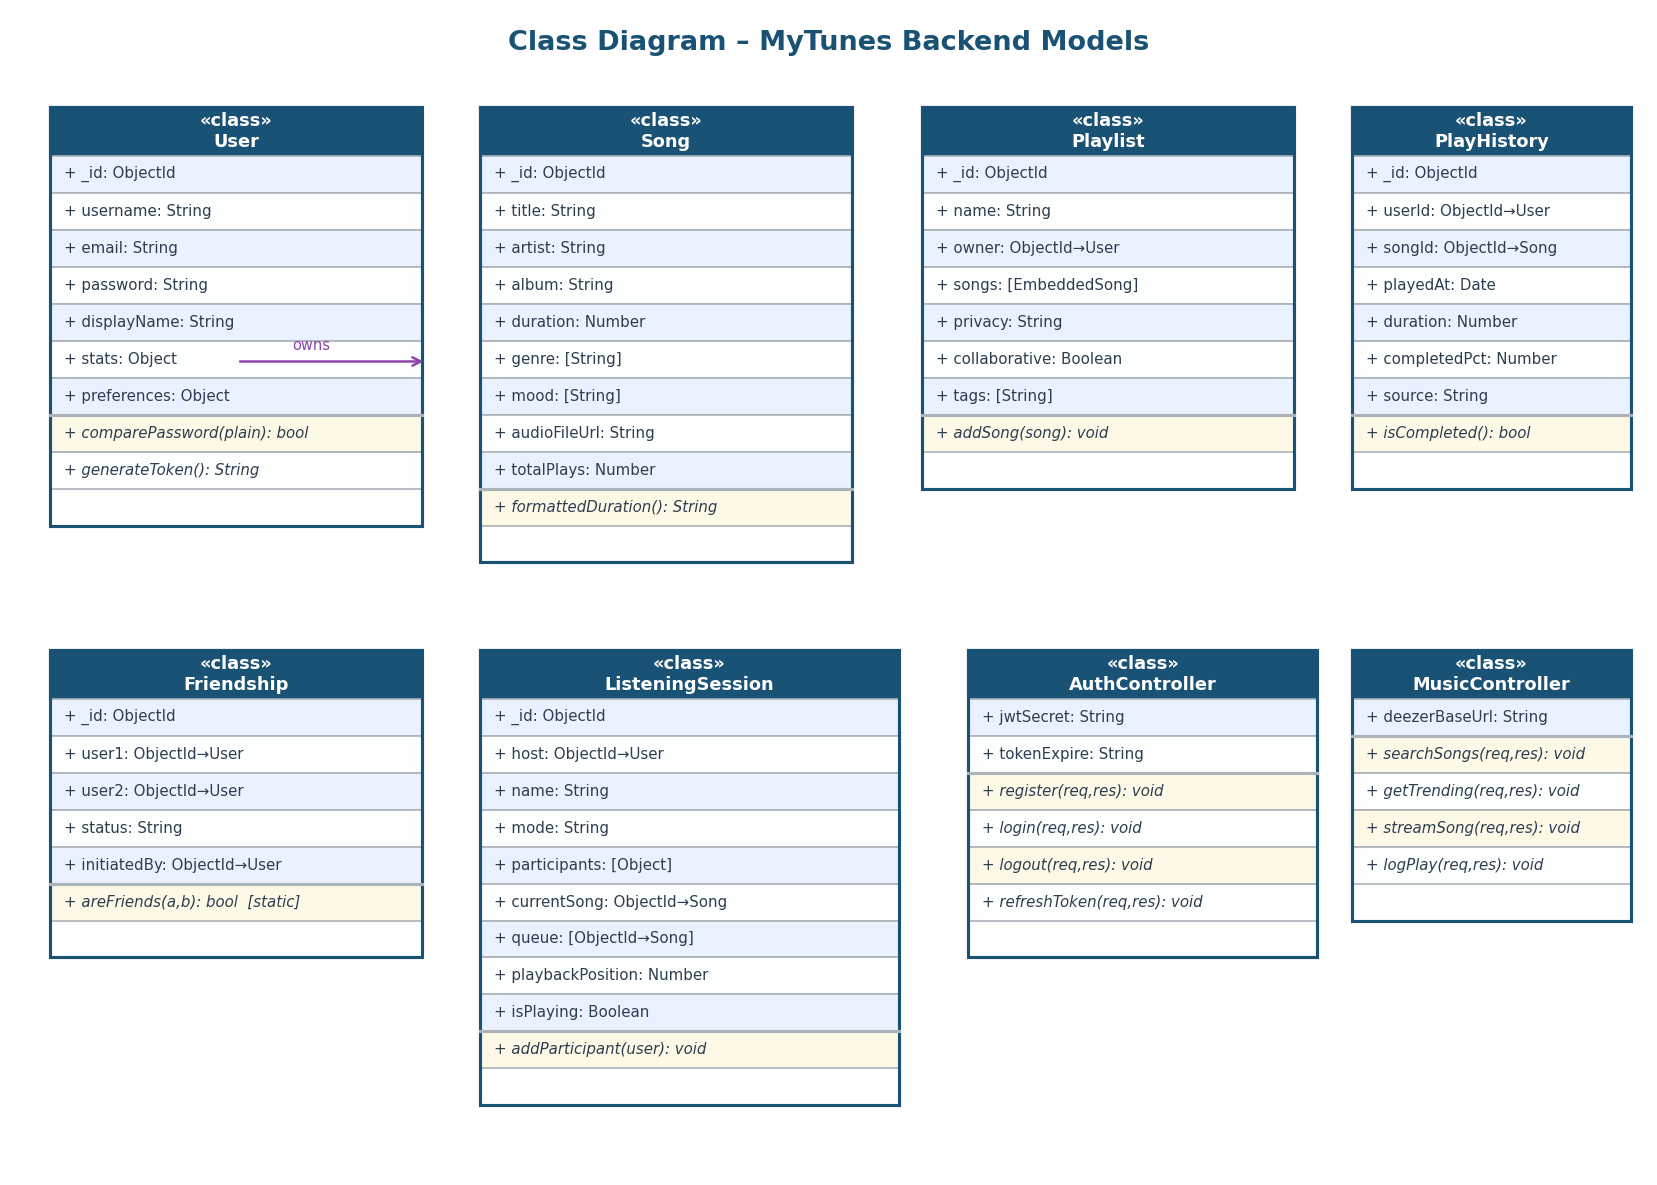 Class Diagram – MyTunes Backend Models
«class»
User
+ _id: ObjectId
+ username: String
+ email: String
+ password: String
+ displayName: String
owns
+ stats: Object
+ preferences: Object
+ comparePassword(plain): bool
+ generateToken(): String
«class»
Song
+ _id: ObjectId
+ title: String
+ artist: String
+ album: String
+ duration: Number
+ genre: [String]
+ mood: [String]
+ audioFileUrl: String
+ totalPlays: Number
+ formattedDuration(): String
«class»
Playlist
+ _id: ObjectId
+ name: String
+ owner: ObjectId→User
+ songs: [EmbeddedSong]
+ privacy: String
+ collaborative: Boolean
+ tags: [String]
+ addSong(song): void
«class»
PlayHistory
+ _id: ObjectId
+ userId: ObjectId→User
+ songId: ObjectId→Song
+ playedAt: Date
+ duration: Number
+ completedPct: Number
+ source: String
+ isCompleted(): bool
«class»
Friendship
+ _id: ObjectId
+ user1: ObjectId→User
+ user2: ObjectId→User
+ status: String
+ initiatedBy: ObjectId→User
+ areFriends(a,b): bool  [static]
«class»
ListeningSession
+ _id: ObjectId
+ host: ObjectId→User
+ name: String
+ mode: String
+ participants: [Object]
+ currentSong: ObjectId→Song
+ queue: [ObjectId→Song]
+ playbackPosition: Number
+ isPlaying: Boolean
+ addParticipant(user): void
«class»
AuthController
+ jwtSecret: String
+ tokenExpire: String
+ register(req,res): void
+ login(req,res): void
+ logout(req,res): void
+ refreshToken(req,res): void
«class»
MusicController
+ deezerBaseUrl: String
+ searchSongs(req,res): void
+ getTrending(req,res): void
+ streamSong(req,res): void
+ logPlay(req,res): void